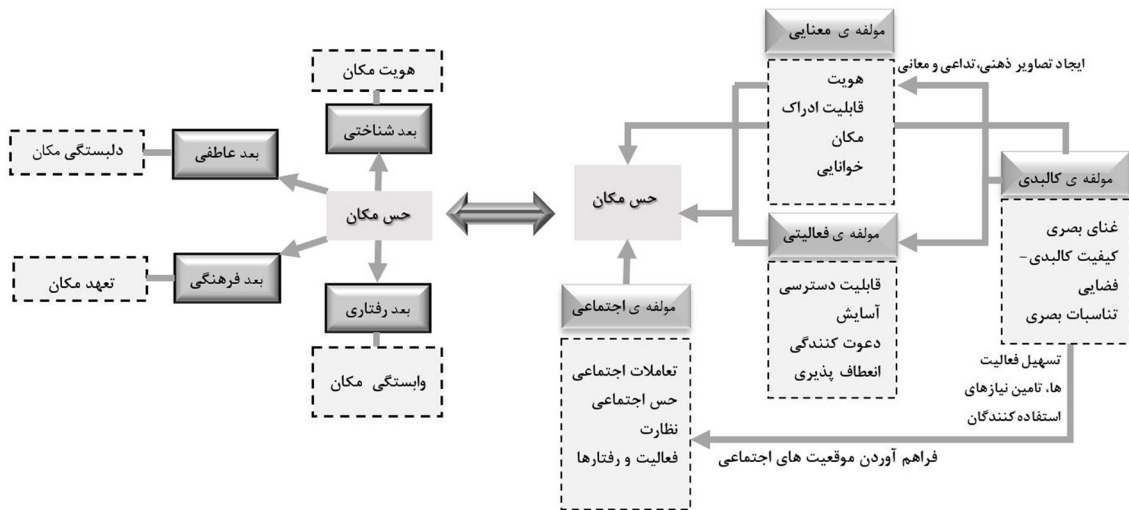 مولفه ی معنایی
ایجاد تصاویر ذهنی،تداعی و معانی
هویت
قابلیت ادراک
مکان
خوانایی
مولفه ی کالبدی
غنای بصری
کیفیت کالبدی-
فضایی
تناسبات بصری
مولفه ی فعالیتی
قابلیت دسترسی
آسایش
دعوت کنندگی
انعطاف پذیری
تسهیل فعالیت
ها، تامین نیازهای
استفاده کنندگان
فراهم آوردن موقعیت های اجتماعی
حس مکان
مولفه ی اجتماعی
تعاملات اجتماعی
حس اجتماعی
نظارت
فعالیت و رفتارها
هویت مکان
بعد شناختی
بعد عاطفی
دلبستگی مکان
حس مکان
بعد فرهنگی
تعهد مکان
بعد رفتاری
وابستگی مکان